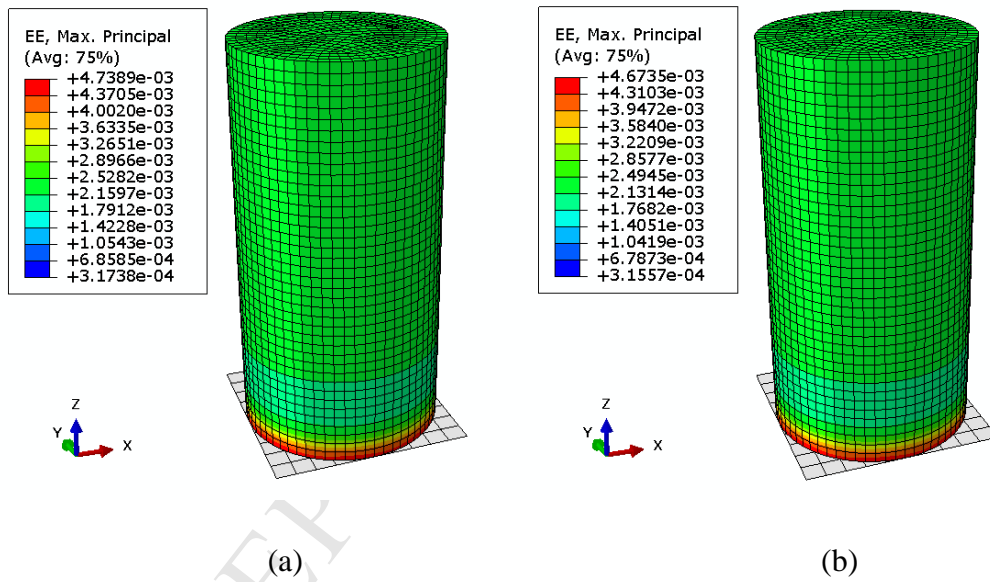 EE, Max. Principal
(Avg: 75%)
+4.7389e-03
+4.3705e-03
+4.0020e-03
+3.6335e-03
+3.2651e-03
+2.8966e-03
+2.5282e-03
+2.1597e-03
+1.7912e-03
+1.4228e-03
+1.0543e-03
+6.8585e-04
+3.1738e-04
Z
Y
X
(a)
EE, Max. Principal
(Avg: 75%)
+4.6735e-03
+4.3103e-03
+3.9472e-03
+3.5840e-03
+3.2209e-03
+2.8577e-03
+2.4945e-03
+2.1314e-03
+1.7682e-03
+1.4051e-03
+1.0419e-03
+6.7873e-04
+3.1557e-04
Z
Y
X
(b)